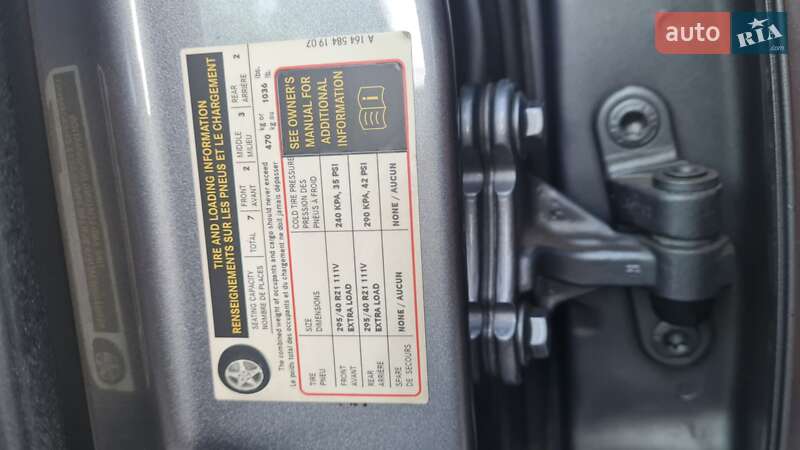 TIRE AND LOADING INFORMATION
RENSEIGNEMENTS SUR LES PNEUS ET LE CHARGEMENT
SEATING CAPACITY
NOMBRE DE PLACES
TOTAL 7
FRONT
AVANT 2
MIDDLE
MILIEU 3
REAR
ARRIÈRE 2
The combined weight of occupants and cargo should never exceed
Le poids total des occupants et du chargement ne doit jamais dépasser
470 kg or
kg ou
1036 lbs.
lb.
TIRE
PNEU
SIZE
DIMENSIONS
COLD TIRE PRESSURE
PRESSION DES
PNEUS À FROID
FRONT
AVANT
295/40 R21 111V
EXTRA LOAD
240 KPA, 35 PSI
REAR
ARRIÈRE
295/40 R21 111V
EXTRA LOAD
290 KPA, 42 PSI
SPARE
DE SECOURS
NONE / AUCUN
NONE / AUCUN
SEE OWNER'S
MANUAL FOR
ADDITIONAL
INFORMATION
A 164 584 19 07
auto RIA
.com